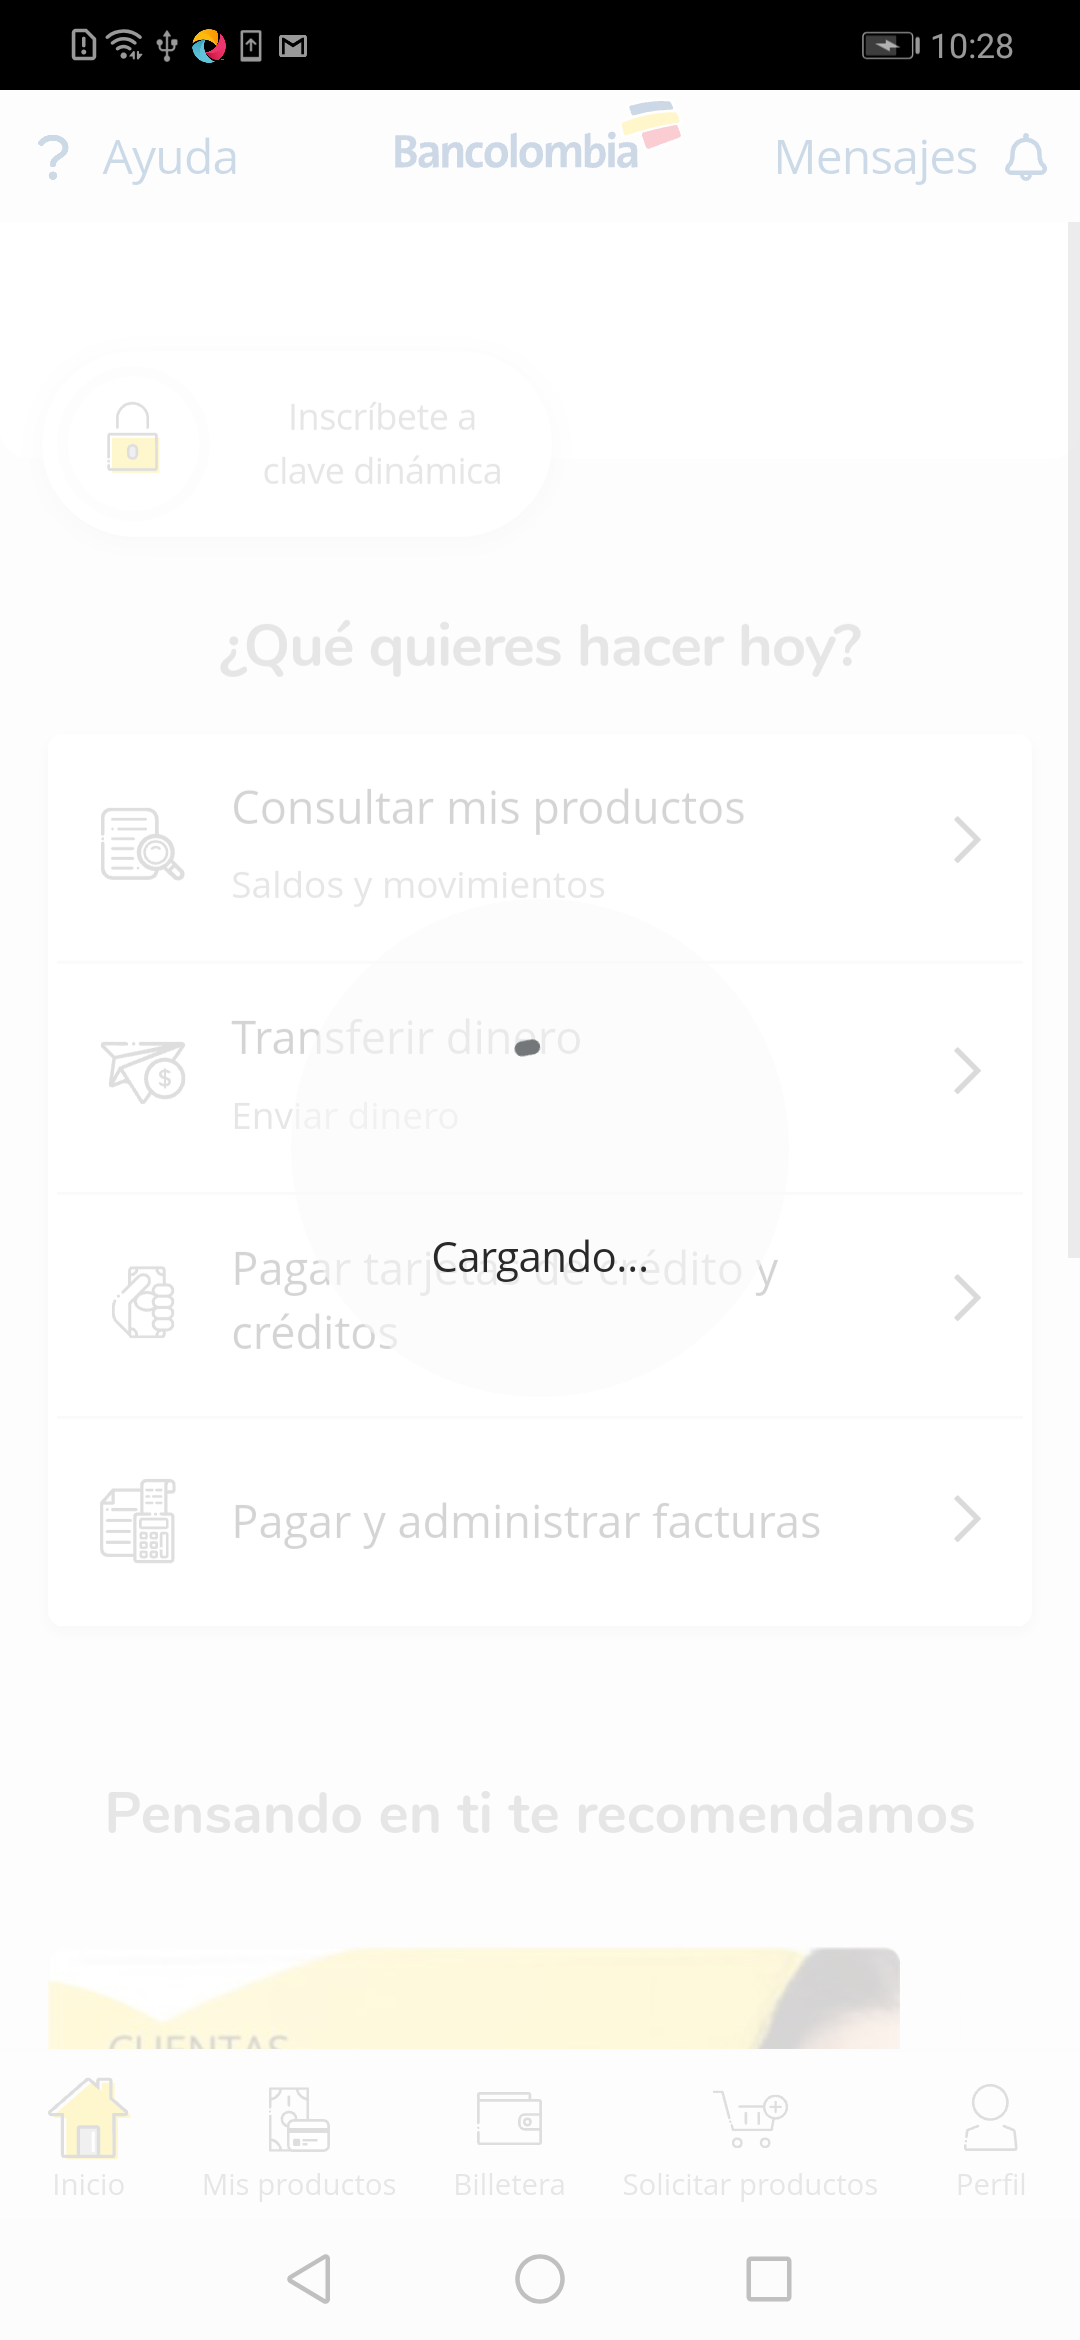 10:28
Ayuda
Bancolombia
Mensajes
Inscríbete a
clave dinámica
¿Qué quieres hacer hoy?
Consultar mis productos
Saldos y movimientos
Transferir dinero
Enviar dinero
Cargando...
Pagar tarjetas de crédito y
créditos
Pagar y administrar facturas
Pensando en ti te recomendamos
CUENTAS
Inicio
Mis productos
Billetera
Solicitar productos
Perfil